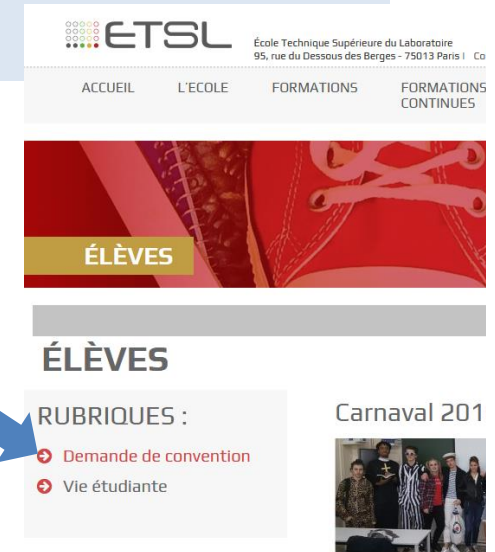 ETSL
École Technique Supérieure du Laboratoire
95, rue du Dessous des Berges - 75013 Paris I Co
ACCUEIL L'ECOLE FORMATIONS FORMATIONS
CONTINUES
ÉLÈVES
ÉLÈVES
RUBRIQUES :
Demande de convention
Vie étudiante
Carnaval 201